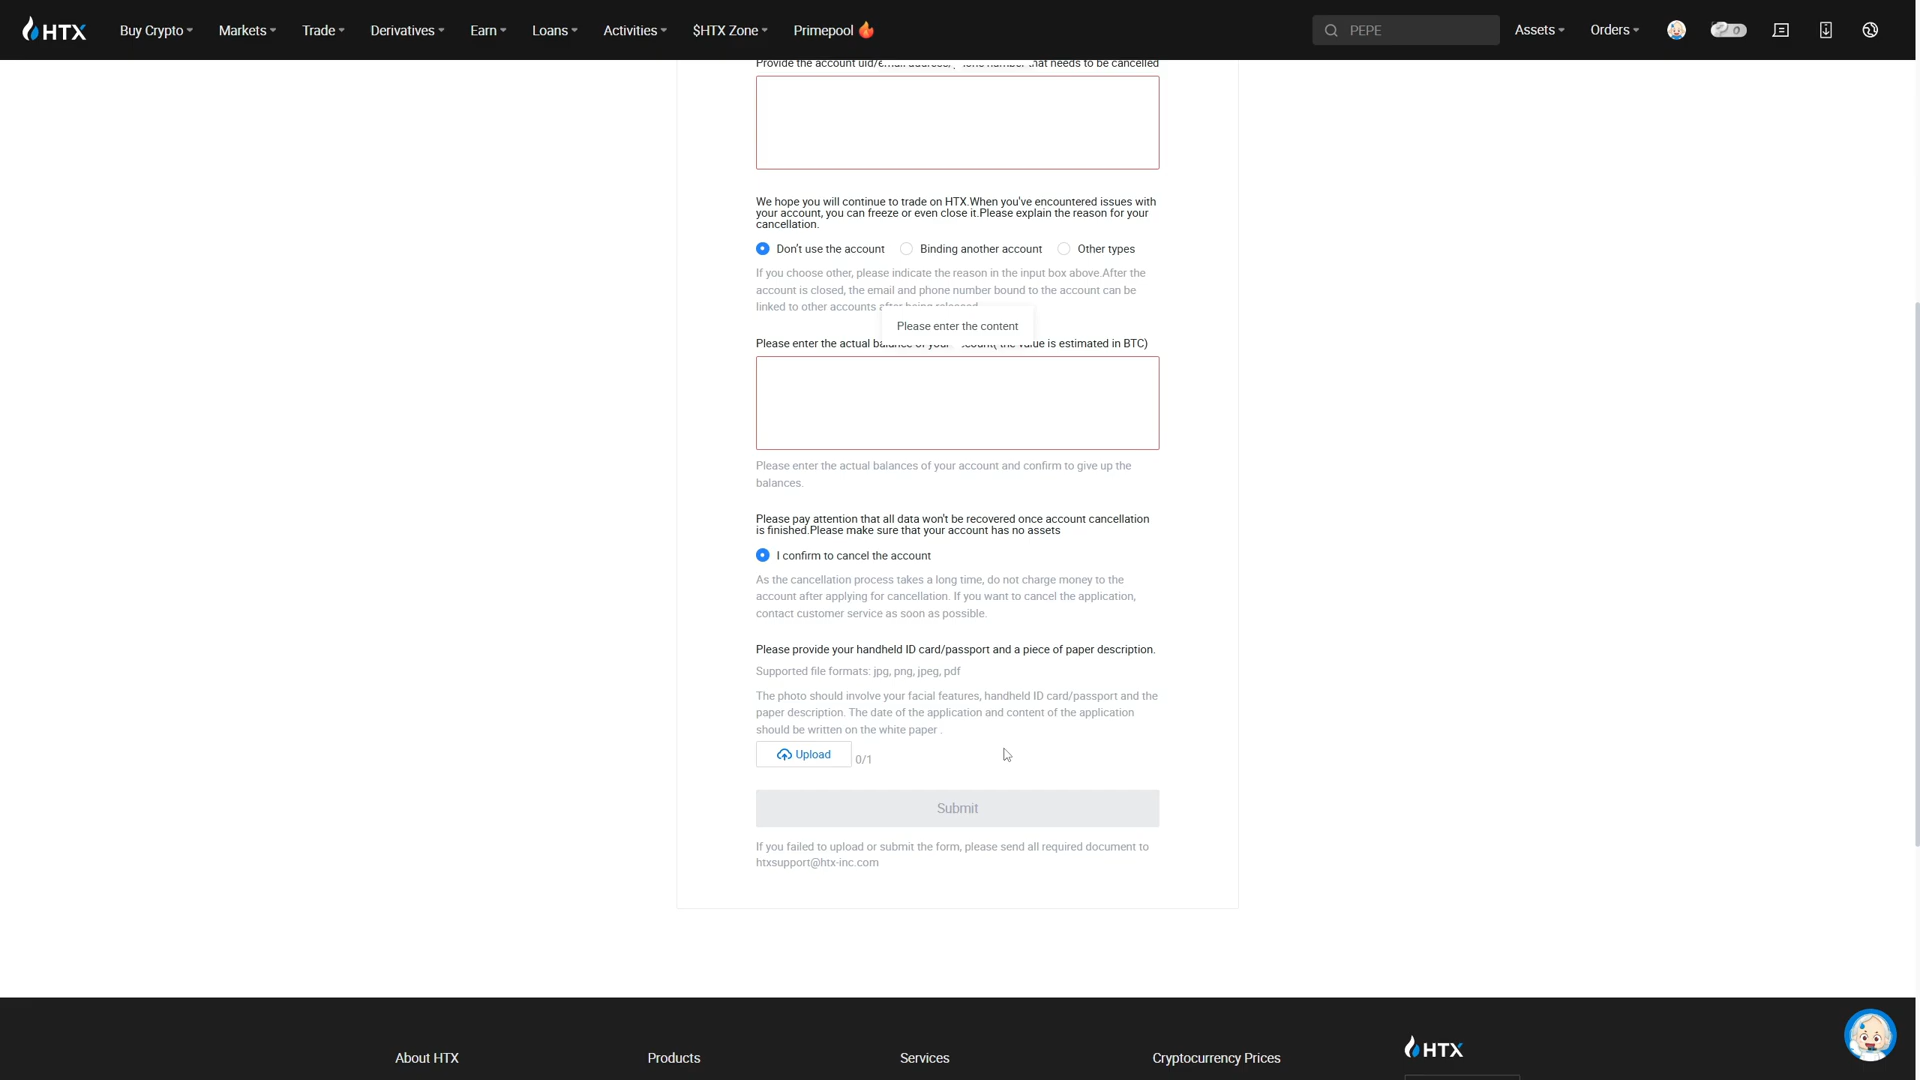 HTX
Buy Crypto
Markets
Trade
Derivatives
Earn
Loans
Activities
$HTX Zone
Primepool
PEPE
Assets
Orders
0
Provide the account uid/email address/ phone number that needs to be cancelled
We hope you will continue to trade on HTX.When you've encountered issues with
your account, you can freeze or even close it.Please explain the reason for your
cancellation.
Don't use the account
Binding another account
Other types
If you choose other, please indicate the reason in the input box above.After the
account is closed, the email and phone number bound to the account can be
linked to other accounts after being released.
Please enter the content
Please enter the actual balance of your account( the value is estimated in BTC)
Please enter the actual balances of your account and confirm to give up the
balances.
Please pay attention that all data won't be recovered once account cancellation
is finished.Please make sure that your account has no assets
I confirm to cancel the account
As the cancellation process takes a long time, do not charge money to the
account after applying for cancellation. If you want to cancel the application,
contact customer service as soon as possible.
Please provide your handheld ID card/passport and a piece of paper description.
Supported file formats: jpg, png, jpeg, pdf
The photo should involve your facial features, handheld ID card/passport and the
paper description. The date of the application and content of the application
should be written on the white paper .
Upload
0/1
Submit
If you failed to upload or submit the form, please send all required document to
htxsupport@htx-inc.com
About HTX
Products
Services
Cryptocurrency Prices
HTX